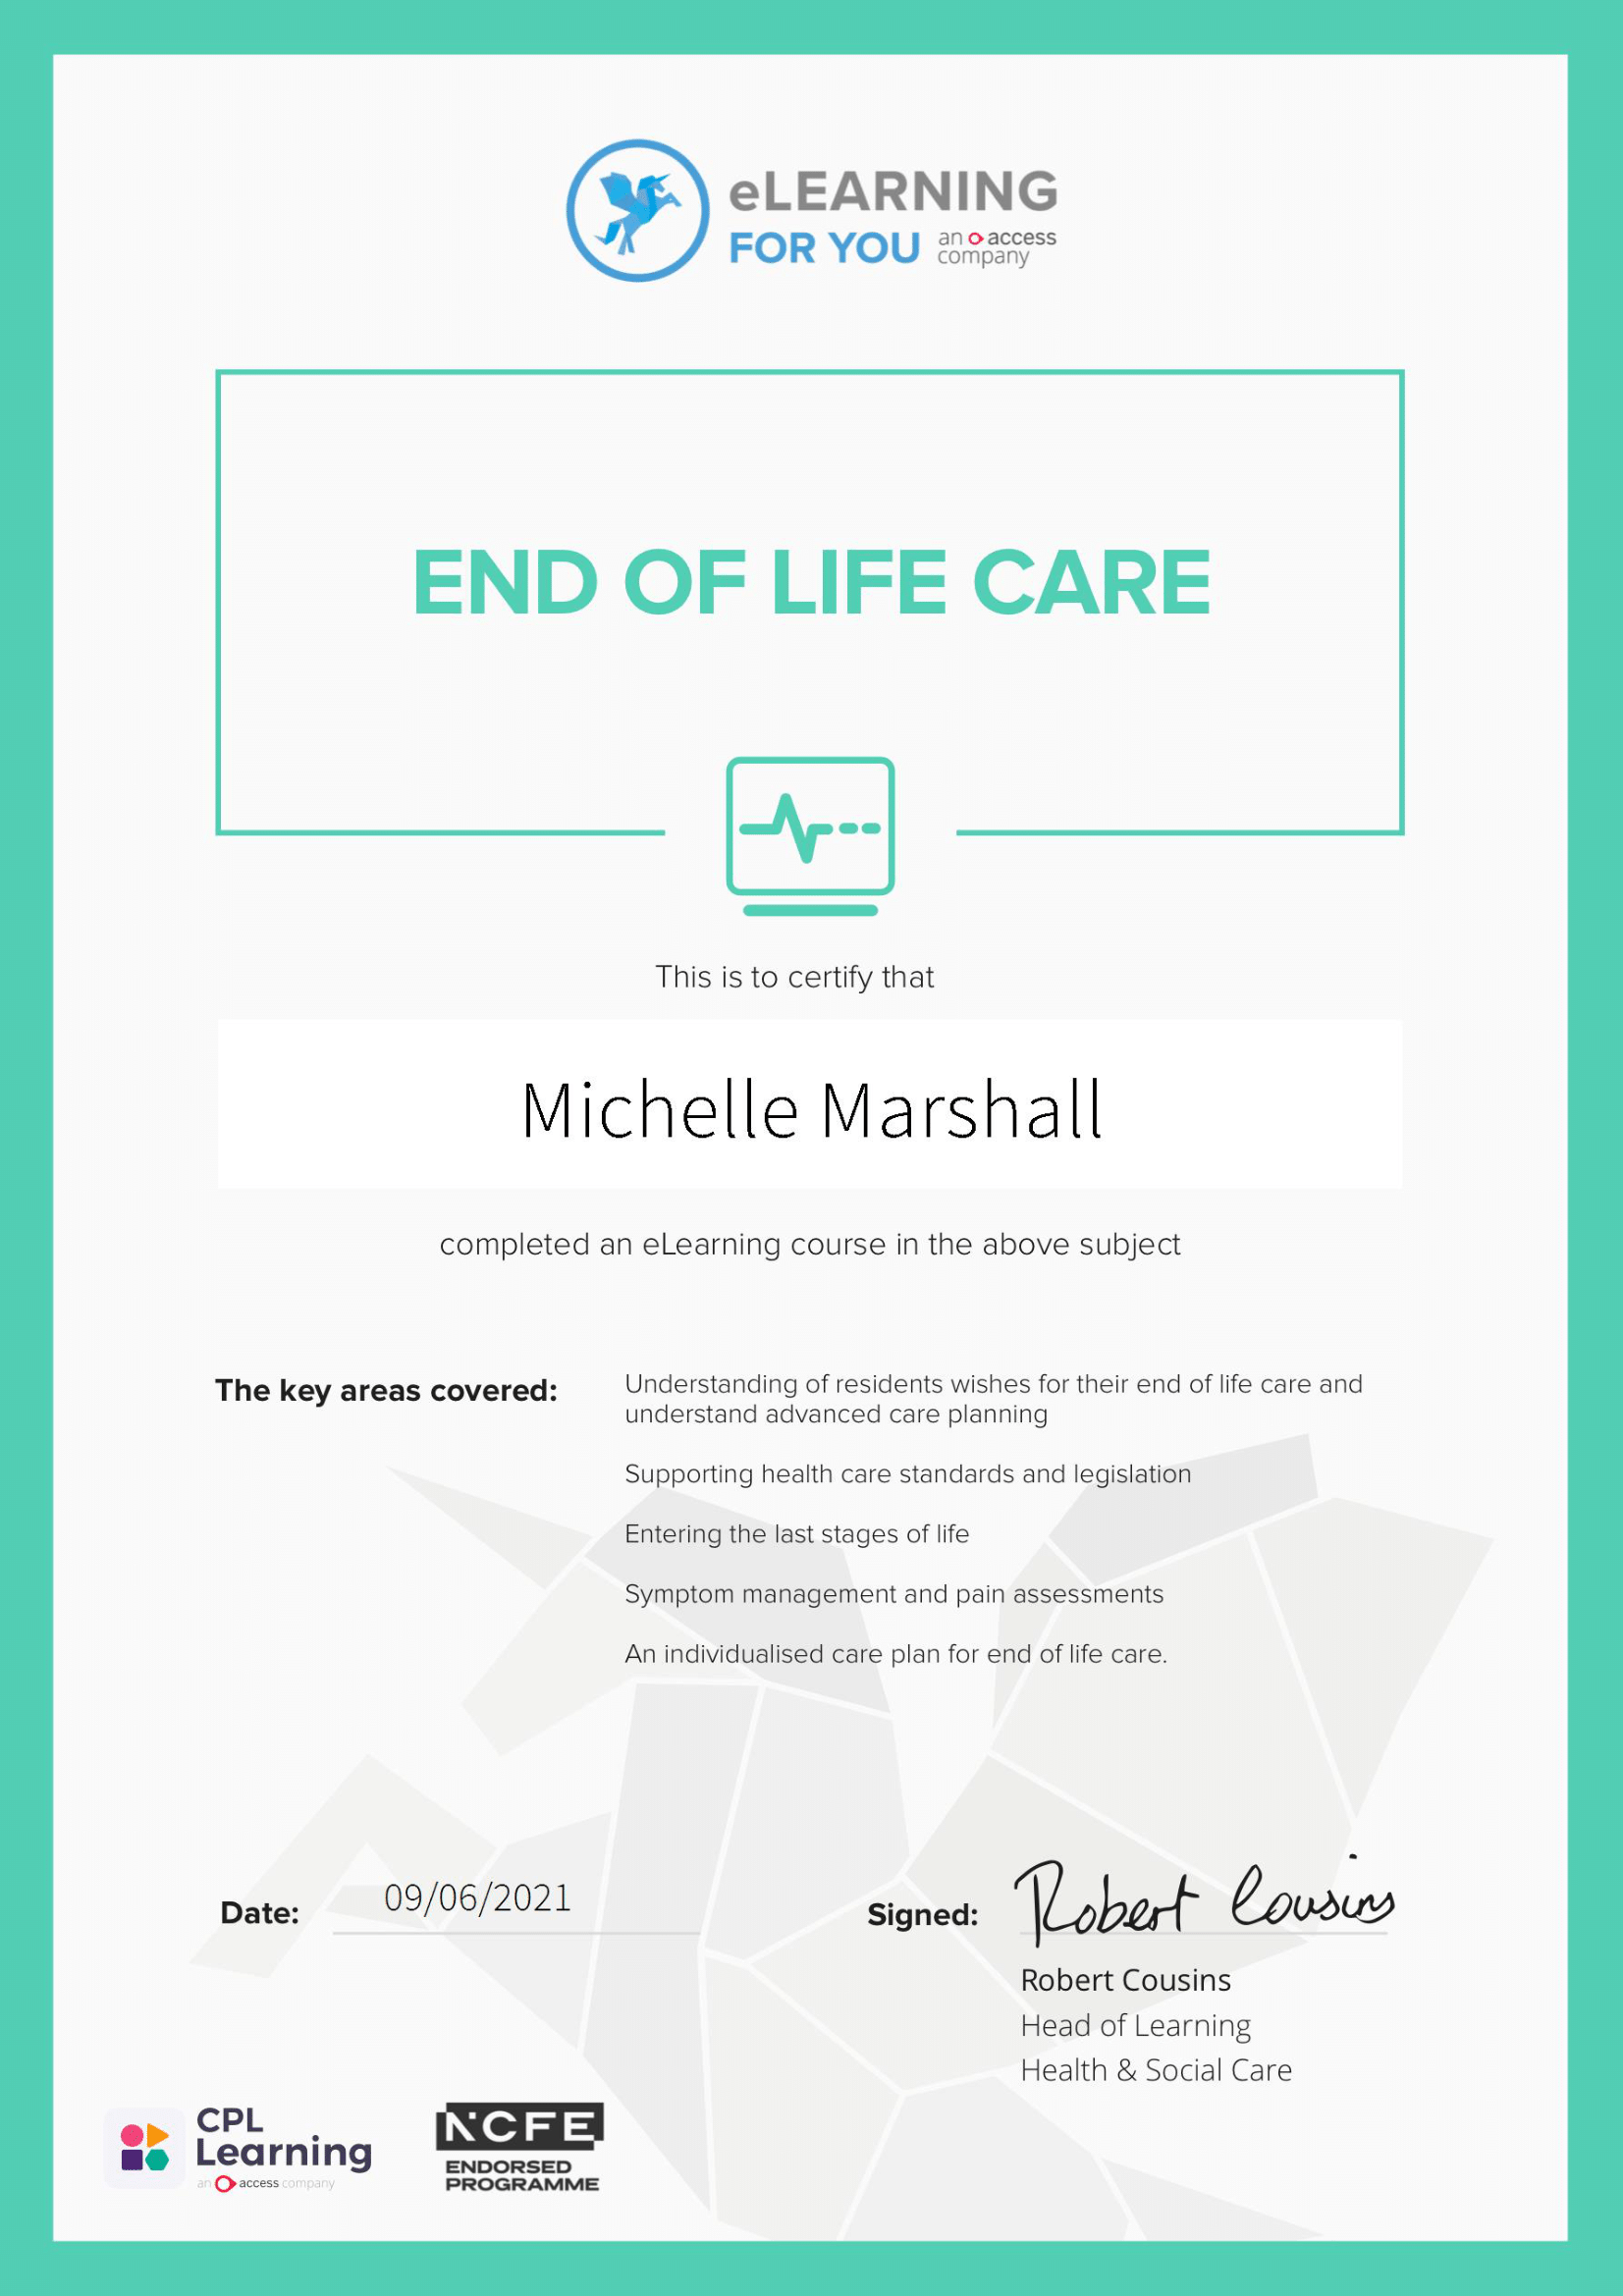 eLEARNING
FOR YOU an access company
END OF LIFE CARE
This is to certify that
Michelle Marshall
completed an eLearning course in the above subject
The key areas covered:
Understanding of residents wishes for their end of life care and
understand advanced care planning
Supporting health care standards and legislation
Entering the last stages of life
Symptom management and pain assessments
An individualised care plan for end of life care.
Date: 09/06/2021
Signed: Robert Cousins
Robert Cousins
Head of Learning
Health & Social Care
CPL
Learning
an access company
NCFE
ENDORSED
PROGRAMME